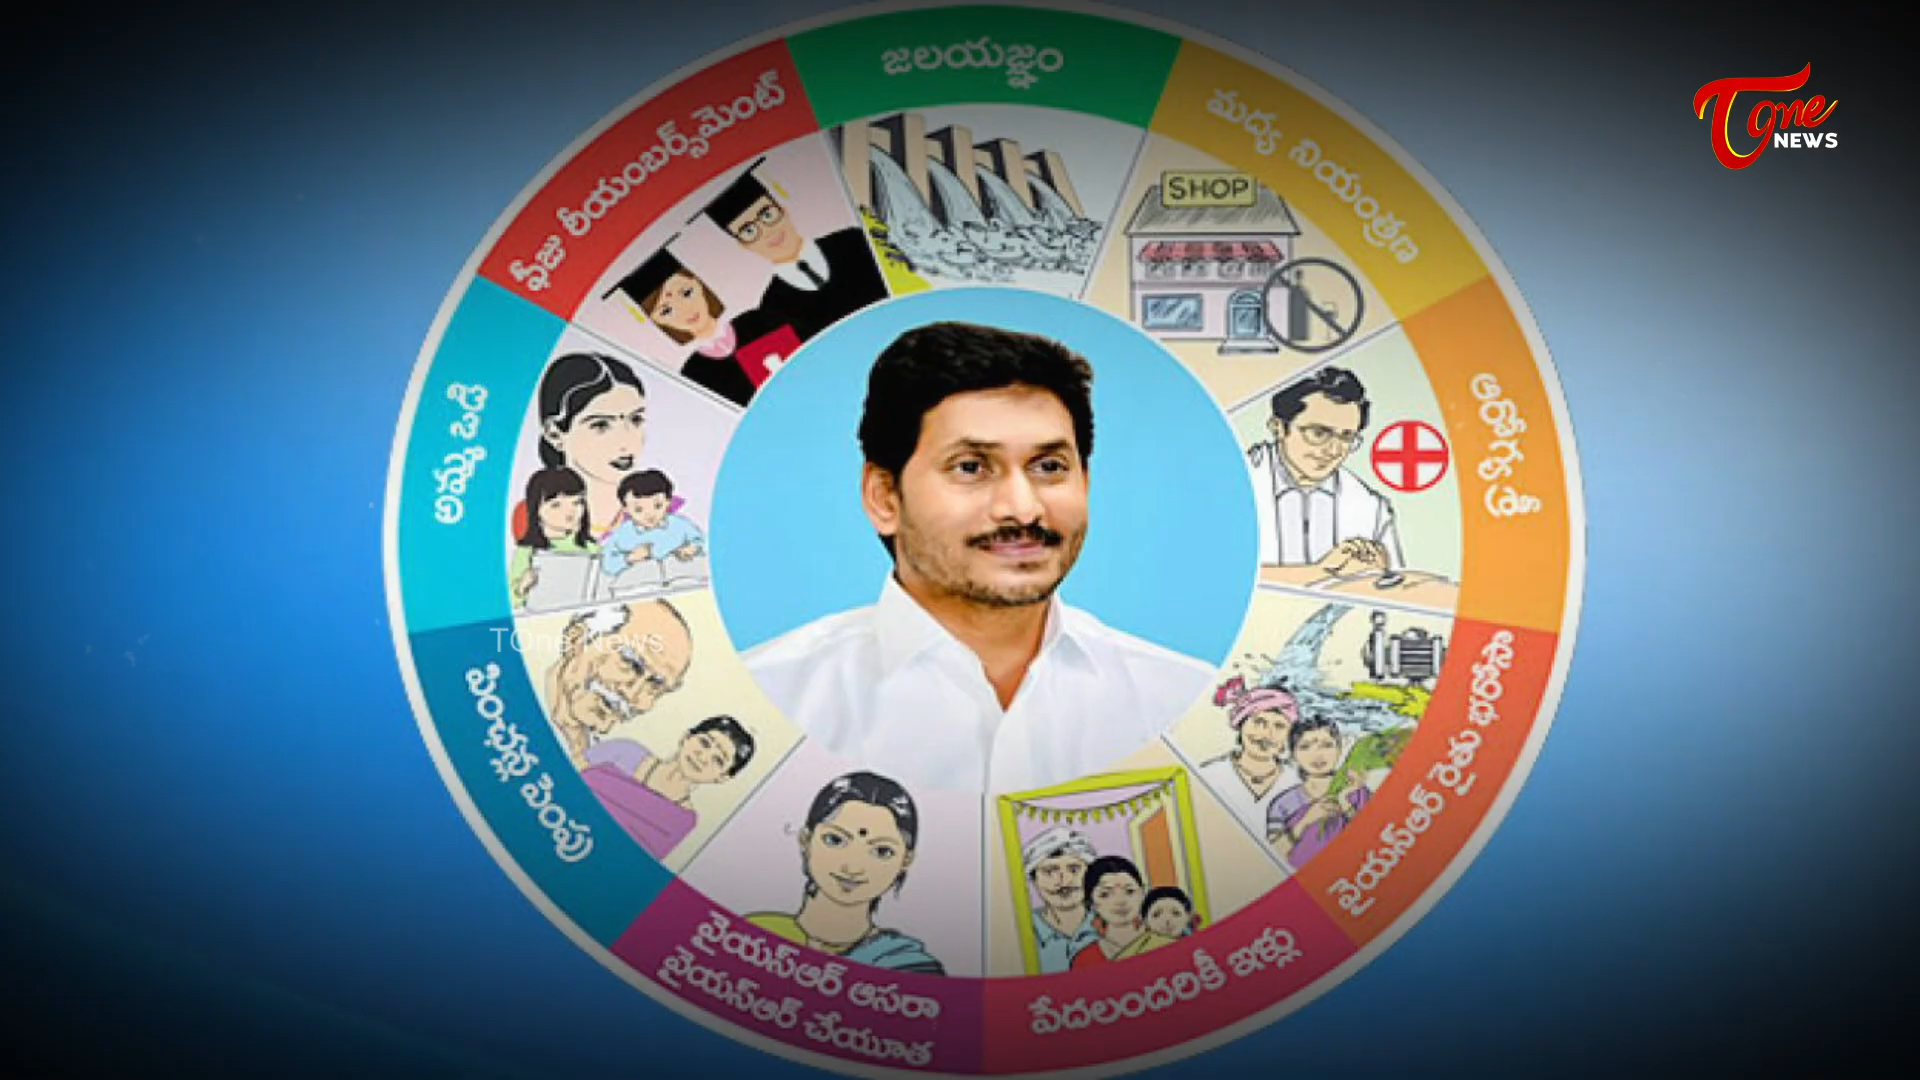 జలయజ్ఞం
మద్య నియంత్రణ
ఆరోగ్యశ్రీ
వైయస్ఆర్ రైతు భరోసా
పేదలందరికీ ఇళ్లు
వైయస్ఆర్ ఆసరా
వైయస్ఆర్ చేయూత
పింఛన్ల పెంపు
అమ్మ ఒడి
ఫీజు రీయంబర్స్‌మెంట్
SHOP
TOne News
TOne
NEWS